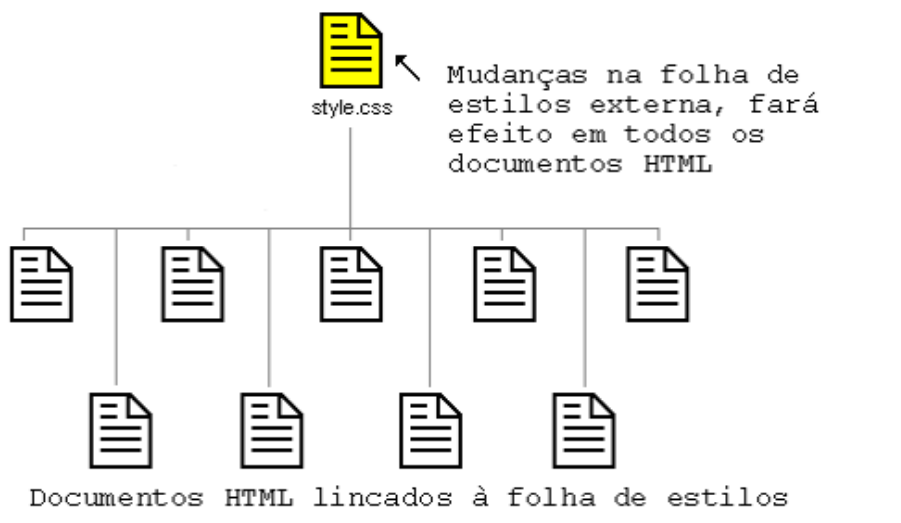 style.css
Mudanças na folha de
estilos externa, fará
efeito em todos os
documentos HTML
Documentos HTML lincados à folha de estilos